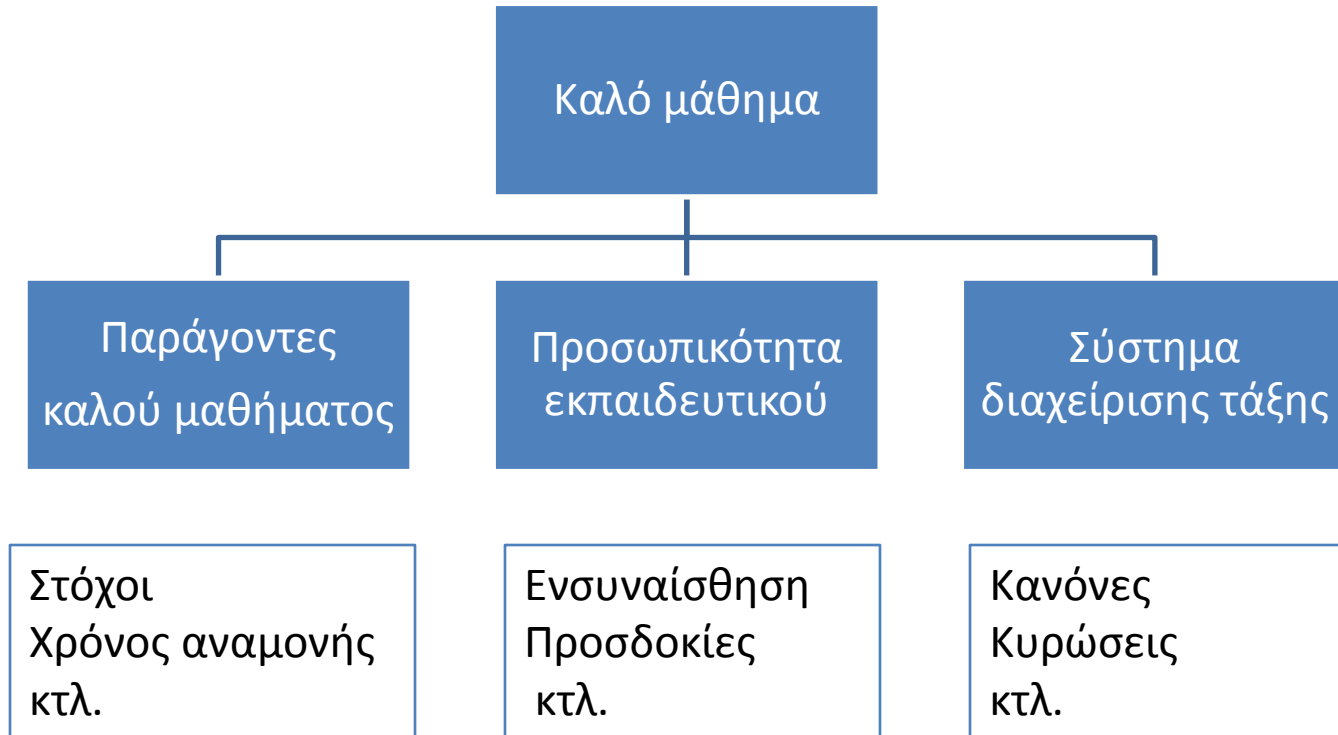 Καλό μάθημα
Παράγοντες
καλού μαθήματος
Προσωπικότητα
εκπαιδευτικού
Σύστημα
διαχείρισης τάξης
Στόχοι
Χρόνος αναμονής
κτλ.
Ενσυναίσθηση
Προσδοκίες
κτλ.
Κανόνες
Κυρώσεις
κτλ.